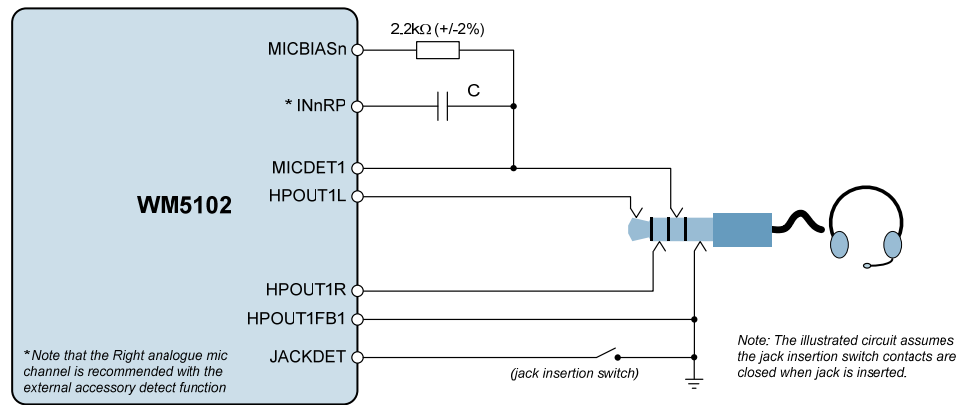 2.2kΩ (+/-2%)
MICBIASn
C
* INnRP
MICDET1
HPOUT1L
WM5102
HPOUT1R
HPOUT1FB1
JACKDET
(jack insertion switch)
* Note that the Right analogue mic
channel is recommended with the
external accessory detect function
Note: The illustrated circuit assumes
the jack insertion switch contacts are
closed when jack is inserted.